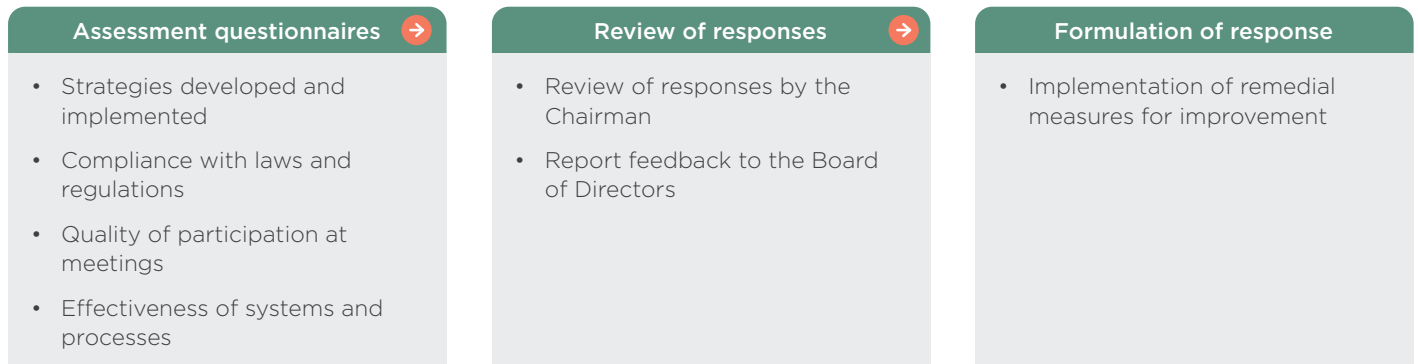 Assessment questionnaires
• Strategies developed and
implemented
• Compliance with laws and
regulations
• Quality of participation at
meetings
• Effectiveness of systems and
processes
Review of responses
• Review of responses by the
Chairman
• Report feedback to the Board
of Directors
Formulation of response
• Implementation of remedial
measures for improvement